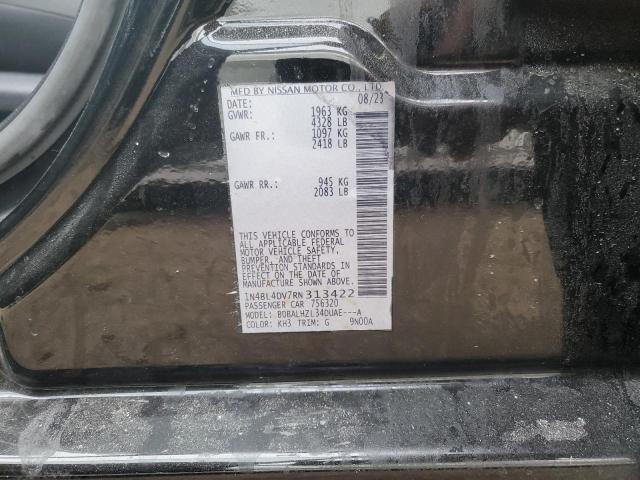 MFD BY NISSAN MOTOR CO., LTD.
DATE: 08/23
GVWR: 1963 KG
4328 LB
GAWR FR.: 1097 KG
2418 LB
GAWR RR.: 945 KG
2083 LB
THIS VEHICLE CONFORMS TO
ALL APPLICABLE FEDERAL
MOTOR VEHICLE SAFETY,
BUMPER, AND THEFT
PREVENTION STANDARDS IN
EFFECT ON THE DATE OF
MANUFACTURE SHOWN ABOVE.
1N4BL4DV7RN313422
PASSENGER CAR 756320
MODEL: BDBALHZL34DUAE---A
COLOR: KH3 TRIM: G 9N00A